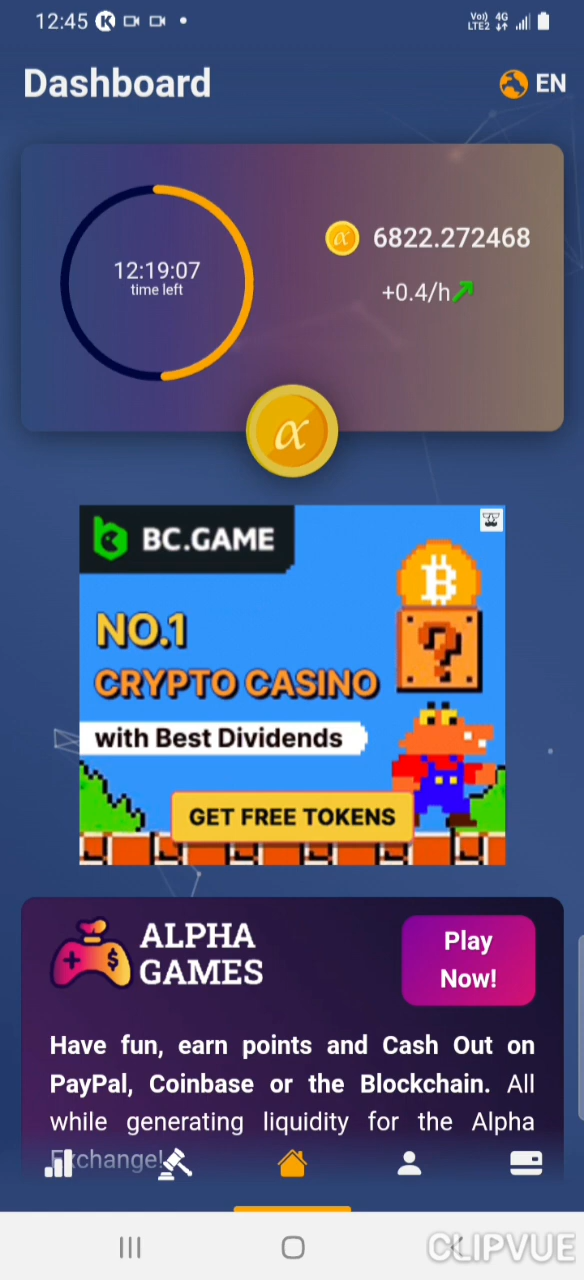 12:45
Vo)) 4G
LTE2
Dashboard
EN
12:19:07
time left
6822.272468
+0.4/h
α
BC.GAME
NO.1
CRYPTO CASINO
with Best Dividends
GET FREE TOKENS
ALPHA
GAMES
Play
Now!
Have fun, earn points and Cash Out on
PayPal, Coinbase or the Blockchain. All
while generating liquidity for the Alpha
Exchange!
CLIPVUE